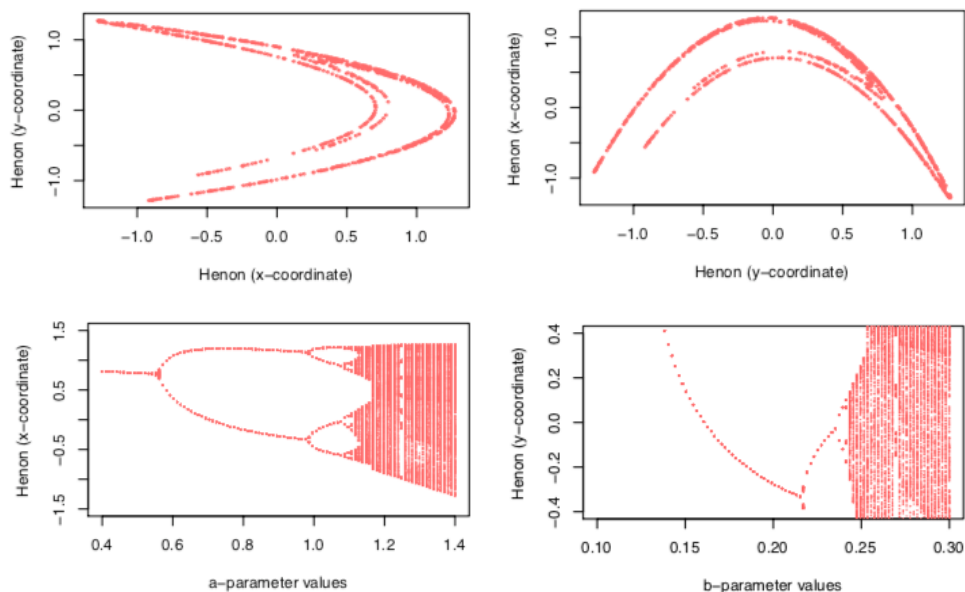 Henon (y-coordinate)
1.0
0.0
-1.0
-1.0 -0.5 0.0 0.5 1.0
Henon (x-coordinate)
Henon (x-coordinate)
1.0
0.0
-1.0
-1.0 -0.5 0.0 0.5 1.0
Henon (y-coordinate)
Henon (x-coordinate)
1.5
0.5
-0.5
-1.5
0.4 0.6 0.8 1.0 1.2 1.4
a-parameter values
Henon (y-coordinate)
0.4
0.2
0.0
-0.2
-0.4
0.10 0.15 0.20 0.25 0.30
b-parameter values